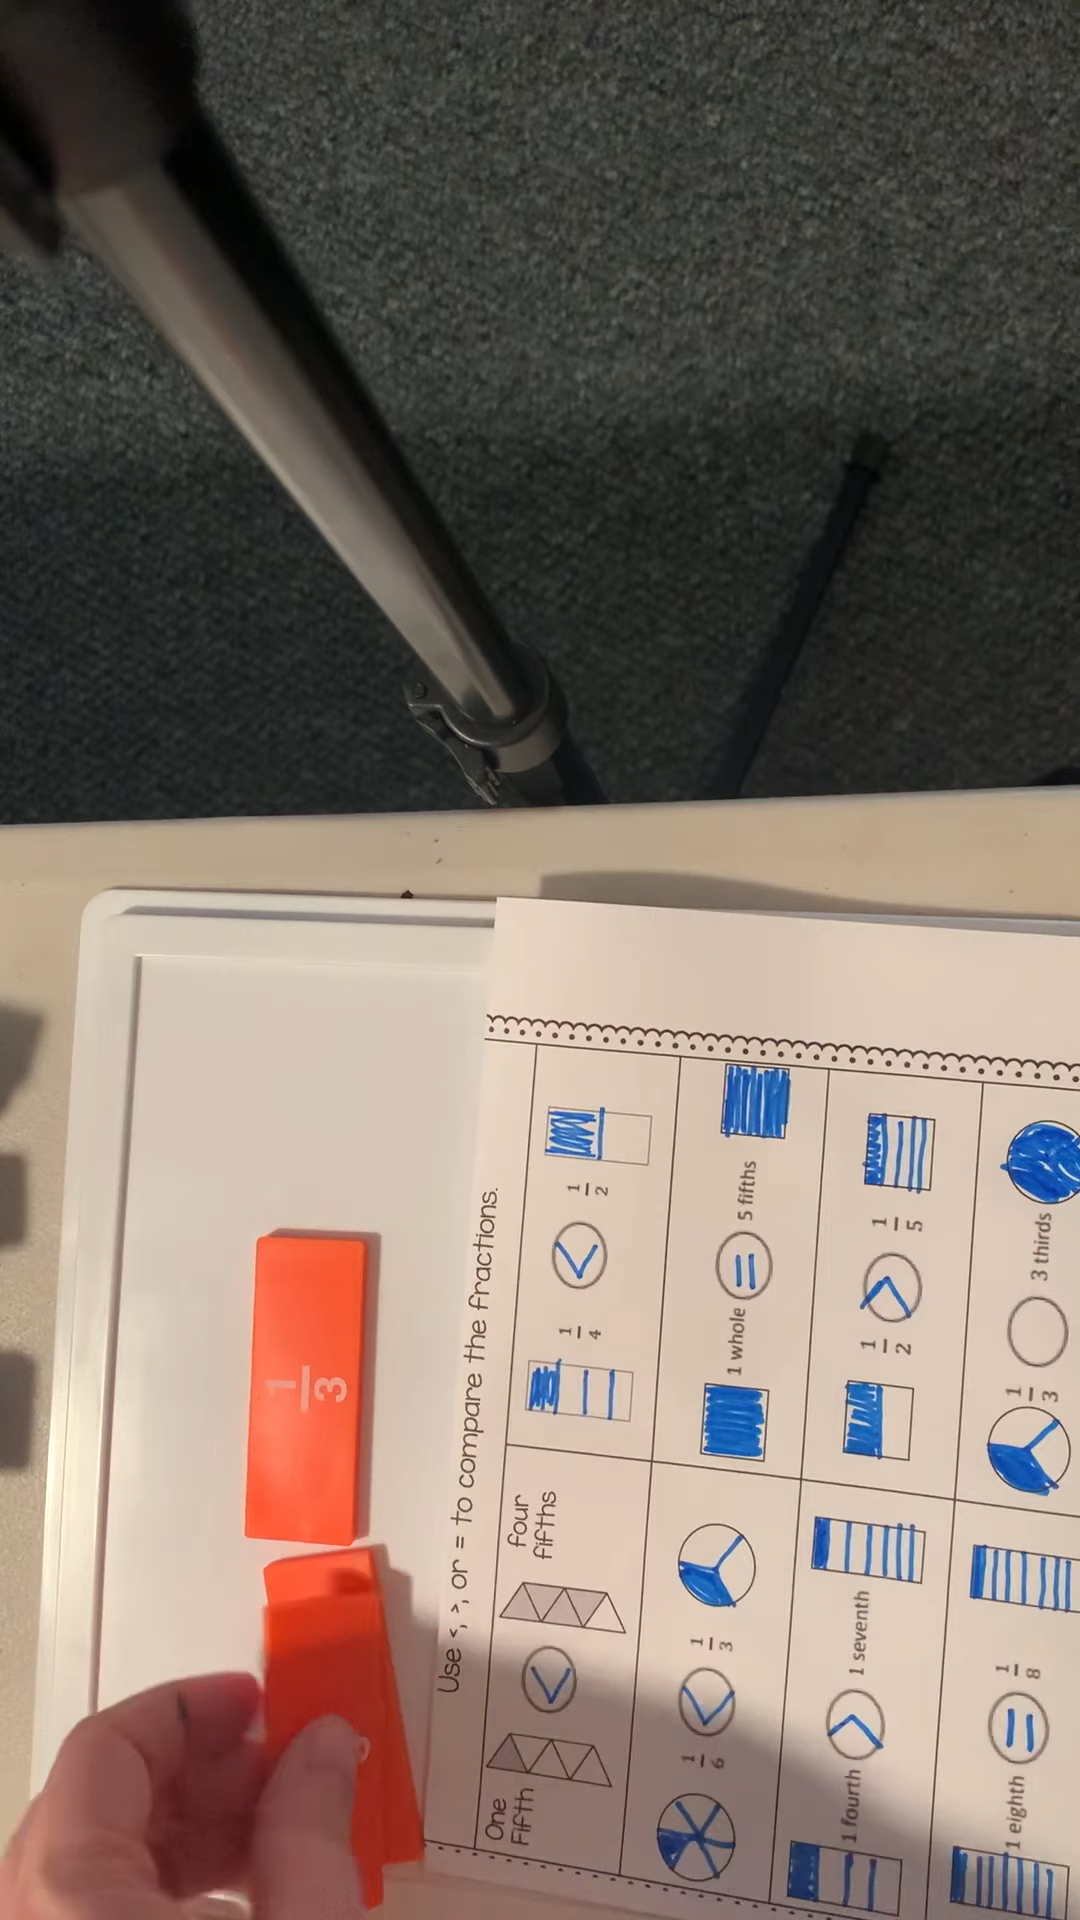 1
3
Use <, >, or = to compare the fractions.
One
Fifth
<
four
fifths
1
4
<
1
2
1
6
<
1
3
1 whole = 5 fifths
1 fourth > 1 seventh
1
2
>
1
5
1 eighth =
1
8
1
3
3 thirds